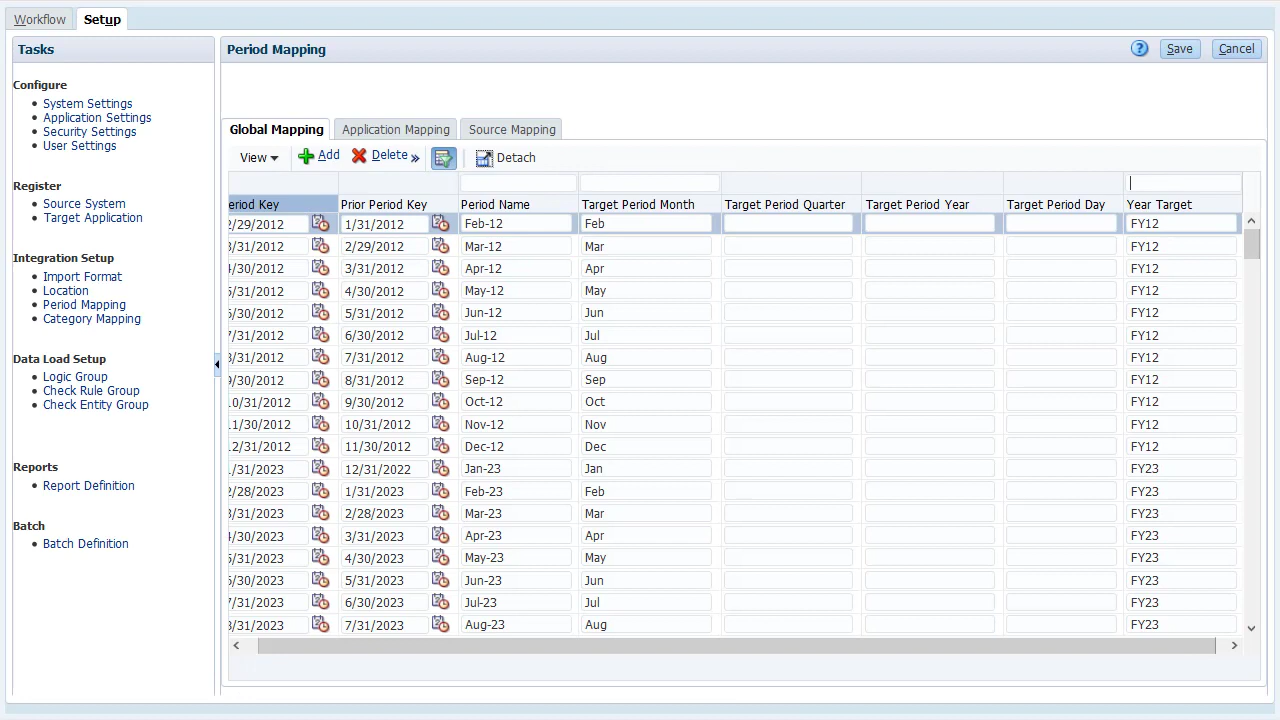 Workflow Setup
Tasks
Period Mapping
Save Cancel
Configure
System Settings
Application Settings
Security Settings
User Settings
Register
Source System
Target Application
Integration Setup
Import Format
Location
Period Mapping
Category Mapping
Data Load Setup
Logic Group
Check Rule Group
Check Entity Group
Reports
Report Definition
Batch
Batch Definition
Global Mapping Application Mapping Source Mapping
View Add Delete » Detach
eriod Key Prior Period Key Period Name Target Period Month Target Period Quarter Target Period Year Target Period Day Year Target
2/29/2012 1/31/2012 Feb-12 Feb FY12
3/31/2012 2/29/2012 Mar-12 Mar FY12
4/30/2012 3/31/2012 Apr-12 Apr FY12
5/31/2012 4/30/2012 May-12 May FY12
6/30/2012 5/31/2012 Jun-12 Jun FY12
7/31/2012 6/30/2012 Jul-12 Jul FY12
8/31/2012 7/31/2012 Aug-12 Aug FY12
9/30/2012 8/31/2012 Sep-12 Sep FY12
10/31/2012 9/30/2012 Oct-12 Oct FY12
11/30/2012 10/31/2012 Nov-12 Nov FY12
12/31/2012 11/30/2012 Dec-12 Dec FY12
1/31/2023 12/31/2022 Jan-23 Jan FY23
2/28/2023 1/31/2023 Feb-23 Feb FY23
3/31/2023 2/28/2023 Mar-23 Mar FY23
4/30/2023 3/31/2023 Apr-23 Apr FY23
5/31/2023 4/30/2023 May-23 May FY23
6/30/2023 5/31/2023 Jun-23 Jun FY23
7/31/2023 6/30/2023 Jul-23 Jul FY23
8/31/2023 7/31/2023 Aug-23 Aug FY23